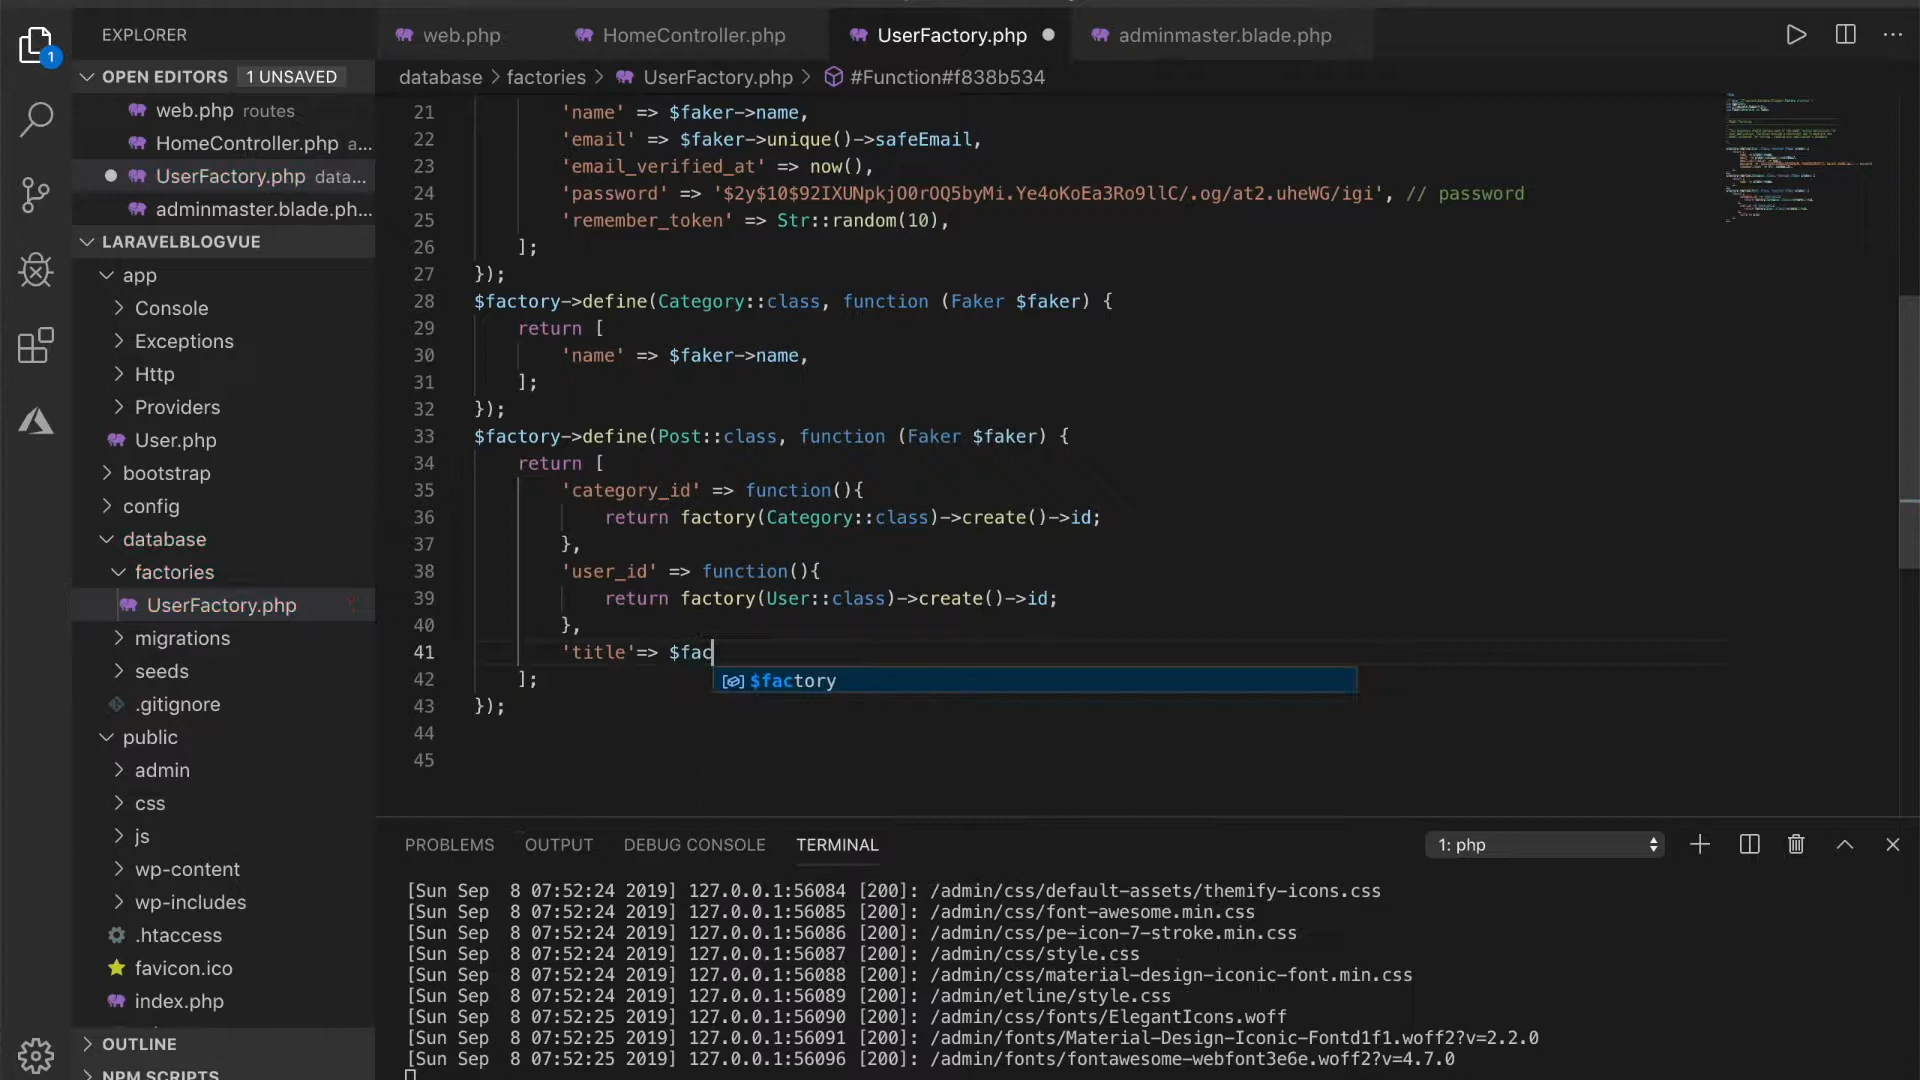 EXPLORER
OPEN EDITORS 1 UNSAVED
web.php routes
HomeController.php a...
UserFactory.php data...
adminmaster.blade.ph...
LARAVELBLOGVUE
app
Console
Exceptions
Http
Providers
User.php
bootstrap
config
database
factories
UserFactory.php
migrations
seeds
.gitignore
public
admin
css
js
wp-content
wp-includes
.htaccess
favicon.ico
index.php
OUTLINE
NPM SCRIPTS
1
web.php HomeController.php UserFactory.php adminmaster.blade.php
database > factories > UserFactory.php > #Function#f838b534
21 'name' => $faker->name,
22 'email' => $faker->unique()->safeEmail,
23 'email_verified_at' => now(),
24 'password' => '$2y$10$92IXUNpkjO0rOQ5byMi.Ye4oKoEa3Ro9llC/.og/at2.uheWG/igi', // password
25 'remember_token' => Str::random(10),
26 ];
27 });
28 $factory->define(Category::class, function (Faker $faker) {
29 return [
30 'name' => $faker->name,
31 ];
32 });
33 $factory->define(Post::class, function (Faker $faker) {
34 return [
35 'category_id' => function(){
36 return factory(Category::class)->create()->id;
37 },
38 'user_id' => function(){
39 return factory(User::class)->create()->id;
40 },
41 'title'=> $fac
$factory
42 ];
43 });
44
45
PROBLEMS OUTPUT DEBUG CONSOLE TERMINAL 1: php
[Sun Sep  8 07:52:24 2019] 127.0.0.1:56084 [200]: /admin/css/default-assets/themify-icons.css
[Sun Sep  8 07:52:24 2019] 127.0.0.1:56085 [200]: /admin/css/font-awesome.min.css
[Sun Sep  8 07:52:24 2019] 127.0.0.1:56086 [200]: /admin/css/pe-icon-7-stroke.min.css
[Sun Sep  8 07:52:24 2019] 127.0.0.1:56087 [200]: /admin/css/style.css
[Sun Sep  8 07:52:24 2019] 127.0.0.1:56088 [200]: /admin/css/material-design-iconic-font.min.css
[Sun Sep  8 07:52:24 2019] 127.0.0.1:56089 [200]: /admin/etline/style.css
[Sun Sep  8 07:52:25 2019] 127.0.0.1:56090 [200]: /admin/css/fonts/ElegantIcons.woff
[Sun Sep  8 07:52:25 2019] 127.0.0.1:56091 [200]: /admin/fonts/Material-Design-Iconic-Fontd1f1.woff2?v=2.2.0
[Sun Sep  8 07:52:25 2019] 127.0.0.1:56096 [200]: /admin/fonts/fontawesome-webfont3e6e.woff2?v=4.7.0